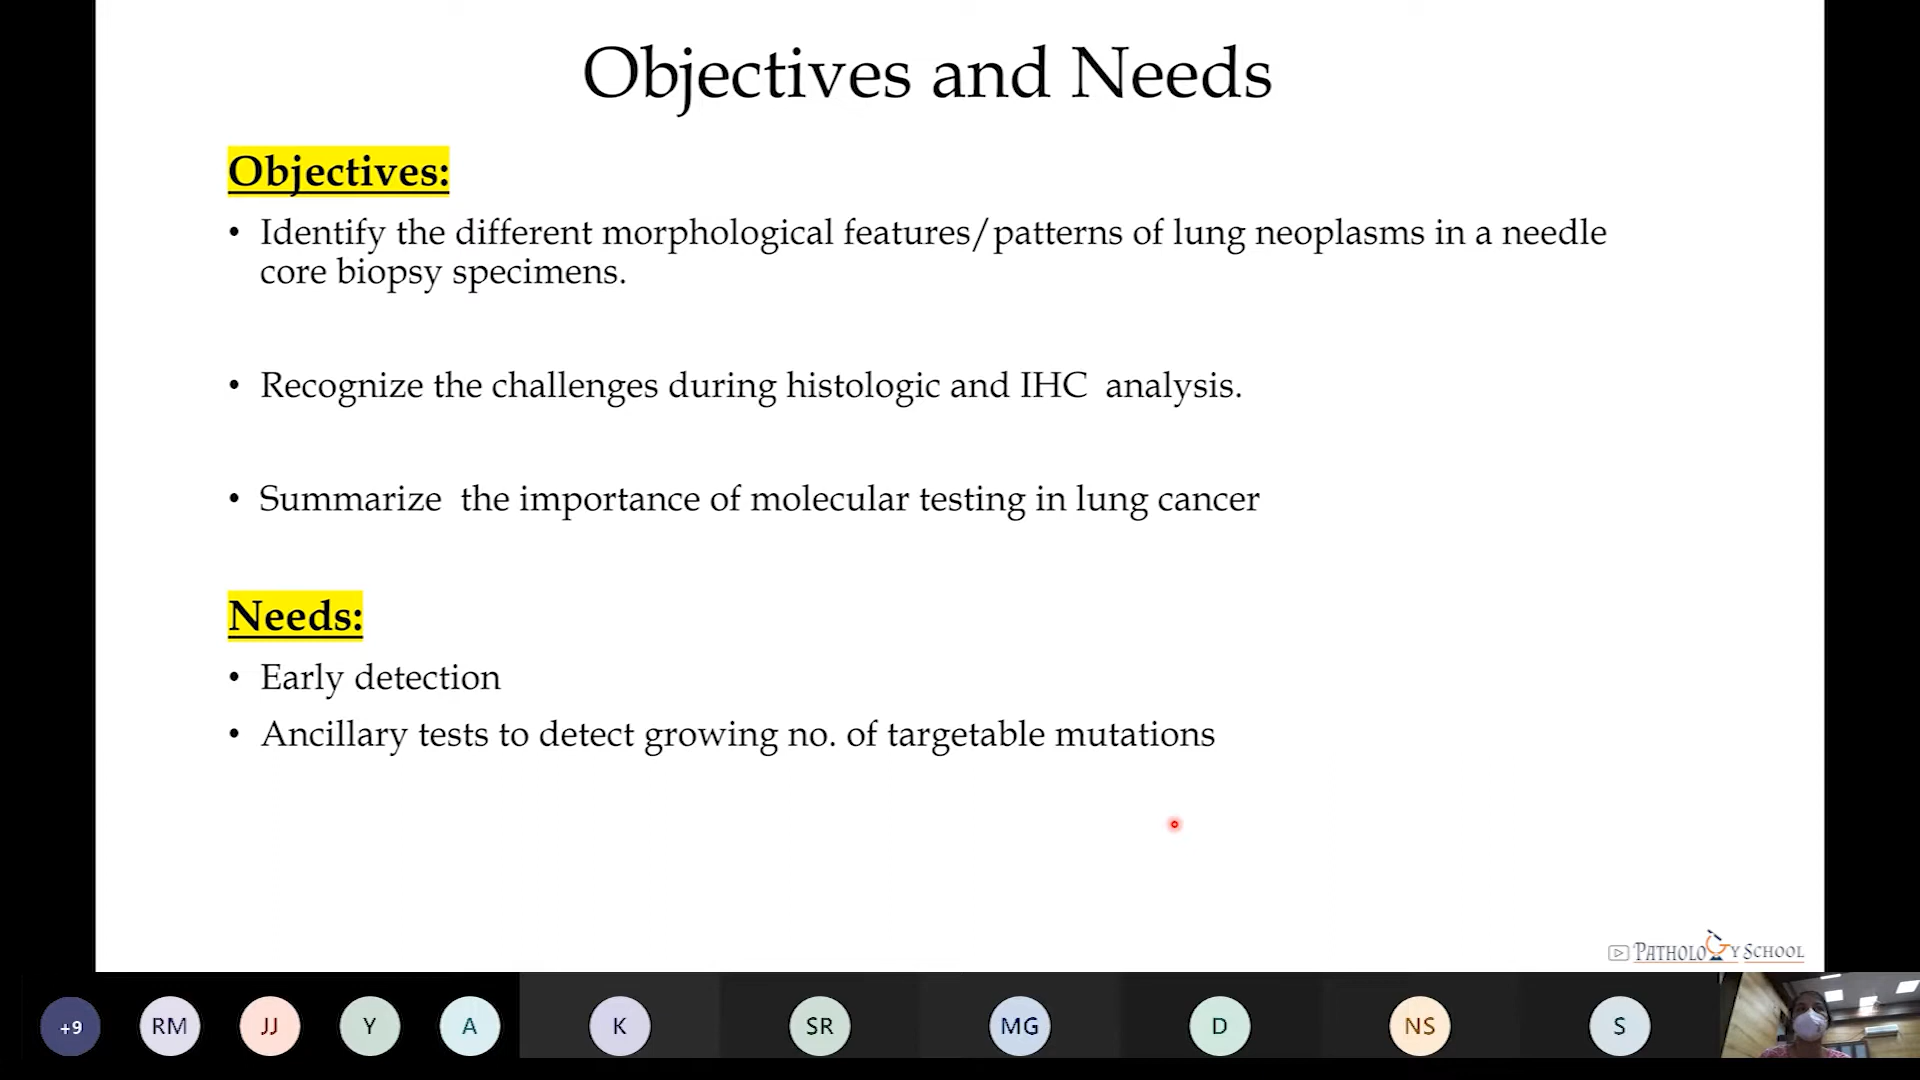 Objectives and Needs
Objectives:
• Identify the different morphological features/patterns of lung neoplasms in a needle
core biopsy specimens.
• Recognize the challenges during histologic and IHC  analysis.
• Summarize  the importance of molecular testing in lung cancer
Needs:
• Early detection
• Ancillary tests to detect growing no. of targetable mutations
PATHOLOGY SCHOOL
+9 RM JJ Y A K SR MG D NS S